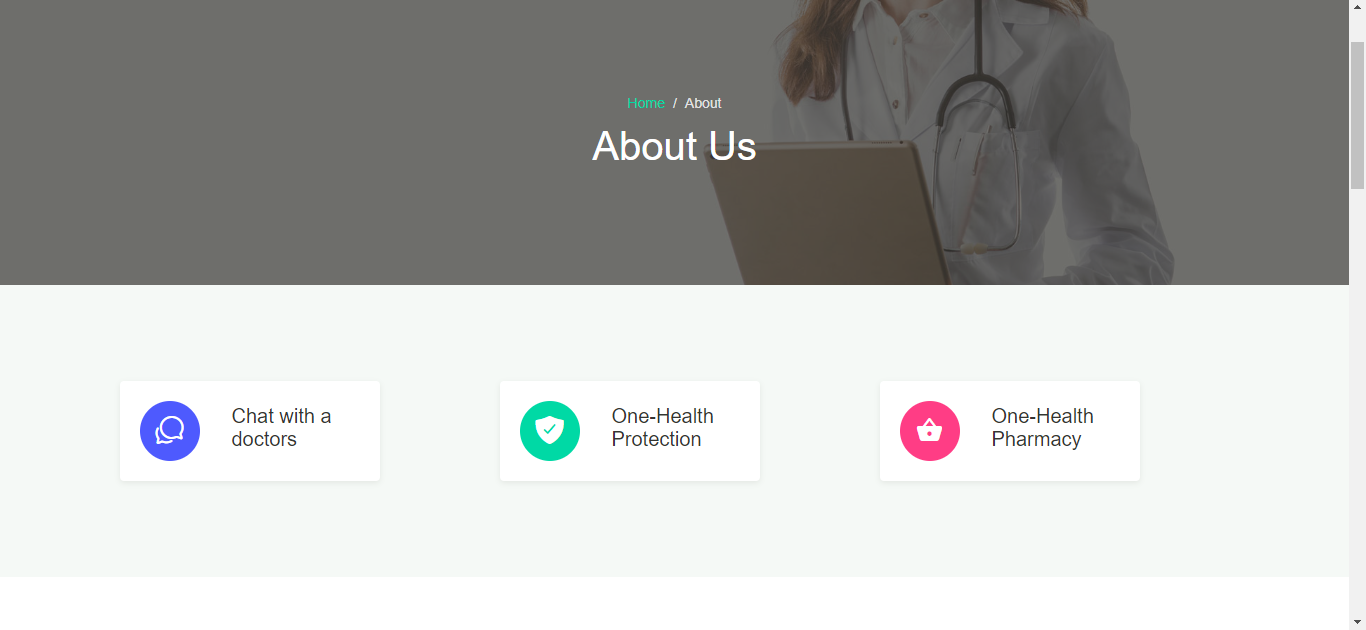 Home / About
About Us
Chat with a
doctors
One-Health
Protection
One-Health
Pharmacy